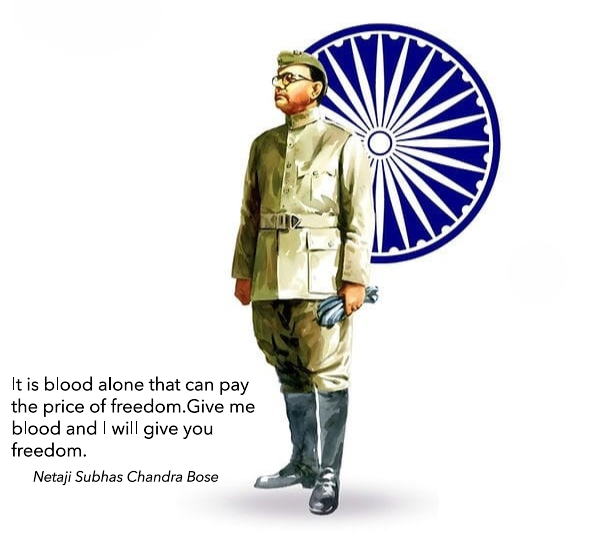 It is blood alone that can pay
the price of freedom.Give me
blood and I will give you
freedom.
Netaji Subhas Chandra Bose